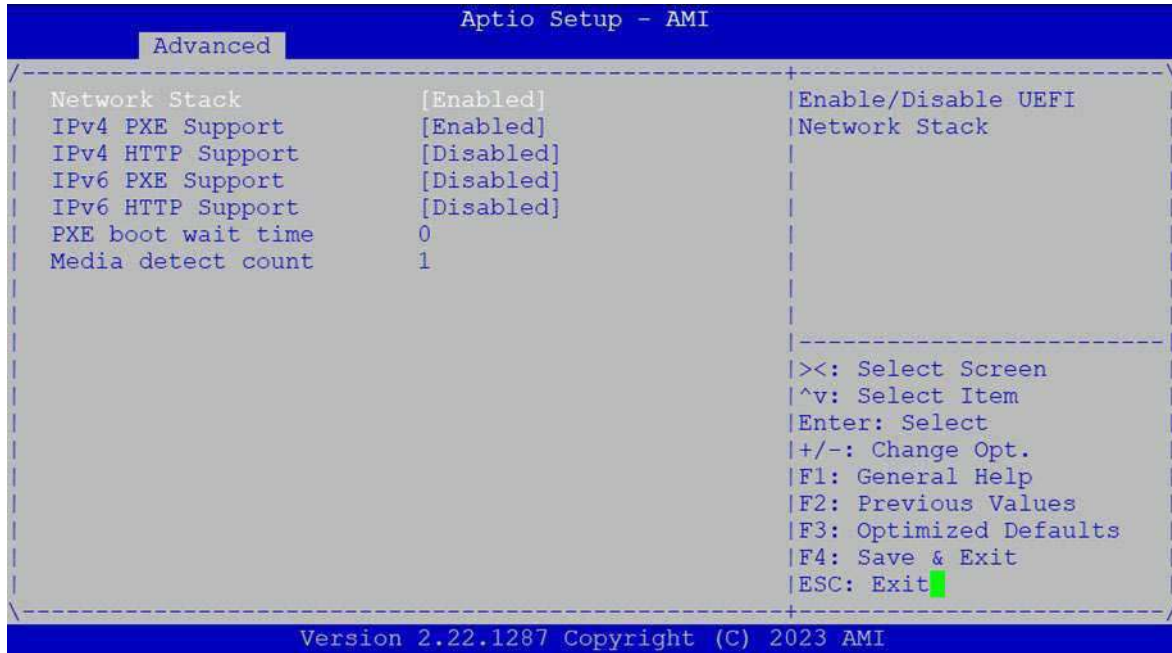 Aptio Setup - AMI
Advanced
Network Stack [Enabled]
IPv4 PXE Support [Enabled]
IPv4 HTTP Support [Disabled]
IPv6 PXE Support [Disabled]
IPv6 HTTP Support [Disabled]
PXE boot wait time 0
Media detect count 1
Enable/Disable UEFI
Network Stack
><: Select Screen
^v: Select Item
Enter: Select
+/-: Change Opt.
F1: General Help
F2: Previous Values
F3: Optimized Defaults
F4: Save & Exit
ESC: Exit
Version 2.22.1287 Copyright (C) 2023 AMI